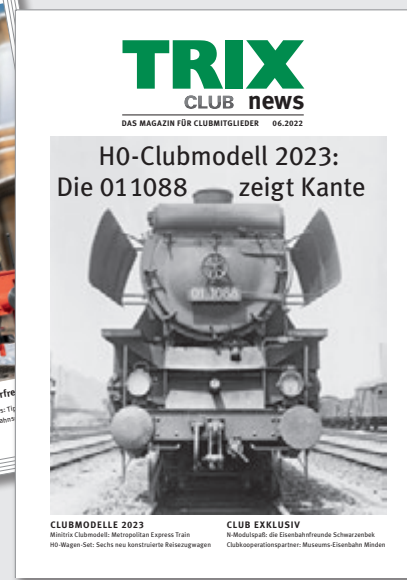 TRIX
CLUB news
DAS MAGAZIN FÜR CLUBMITGLIEDER 06.2022
H0-Clubmodell 2023:
Die 011088 zeigt Kante
01 1088
CLUBMODELLE 2023
Minitrix Clubmodell: Metropolitan Express Train
H0-Wagen-Set: Sechs neu konstruierte Reisezugwagen
CLUB EXKLUSIV
N-Modulspaß: die Eisenbahnfreunde Schwarzenbek
Clubkooperationspartner: Museums-Eisenbahn Minden